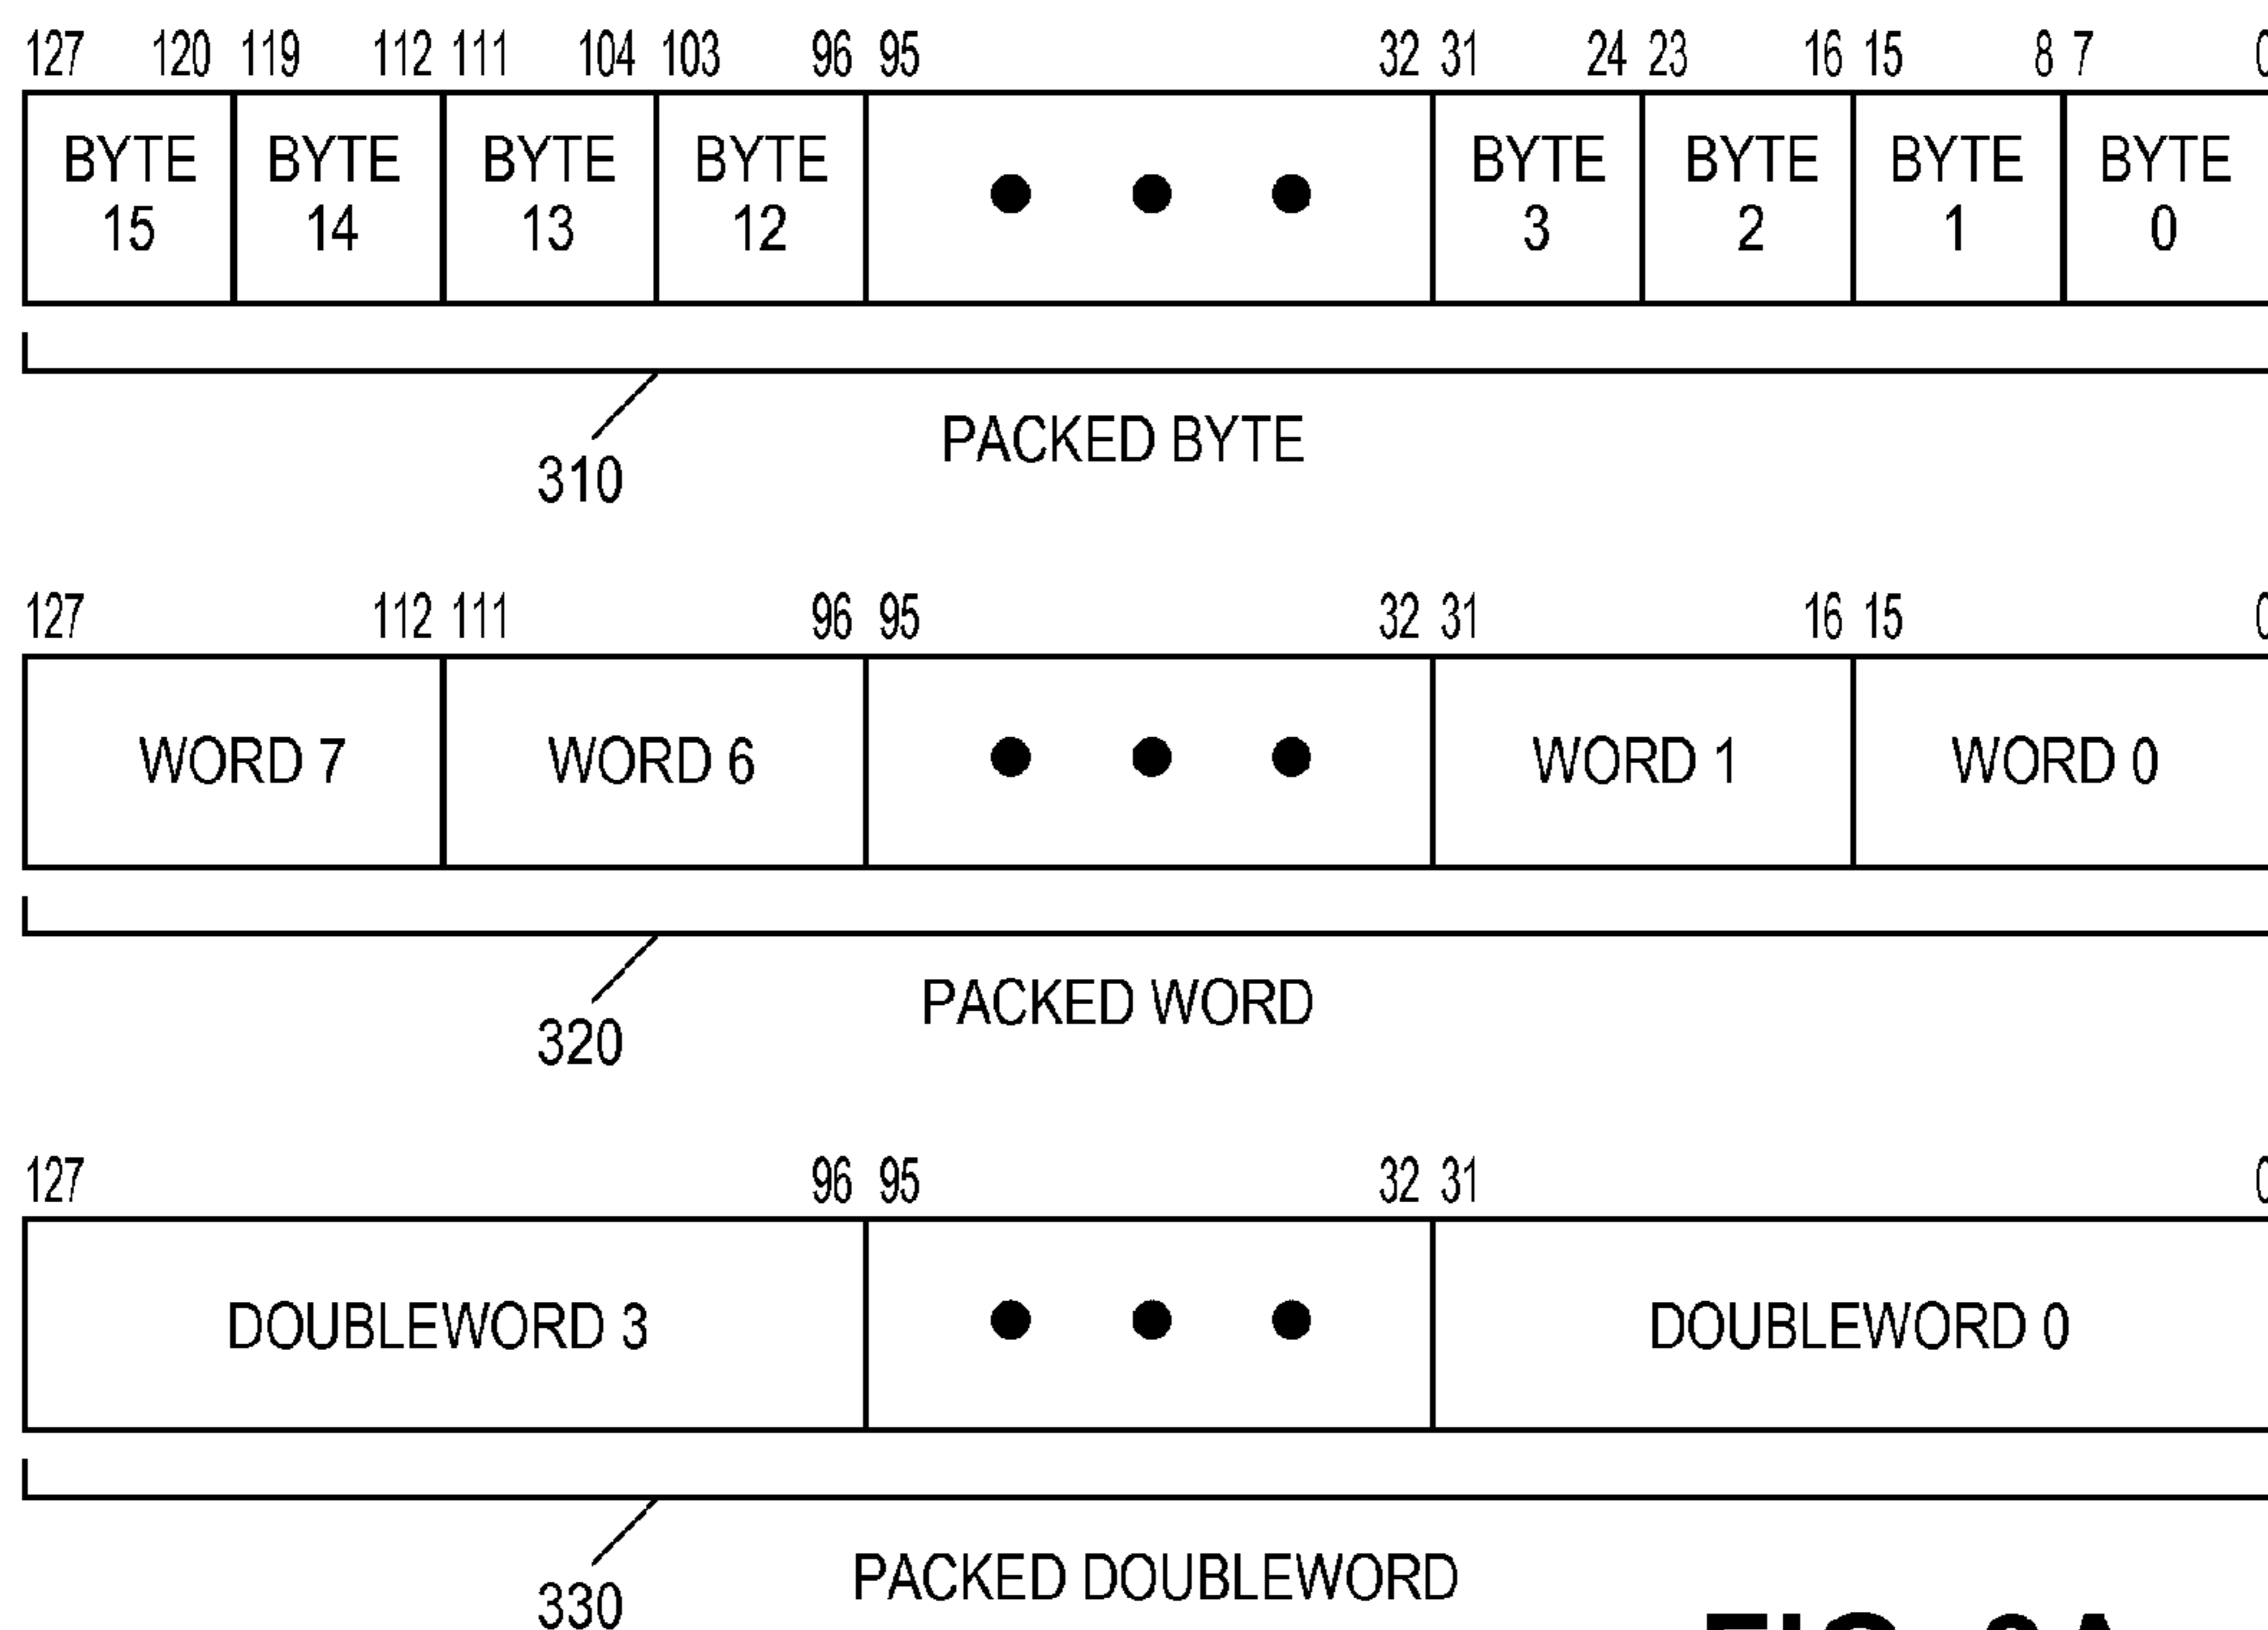 127 120 119 112 111 104 103 96 95 32 31 24 23 16 15 8 7 0
BYTE BYTE BYTE BYTE BYTE BYTE BYTE BYTE
15 14 13 12 3 2 1 0
PACKED BYTE
310
127 112 111 96 95 32 31 16 15 0
WORD 7 WORD 6 WORD 1 WORD 0
PACKED WORD
320
127 96 95 32 31 0
DOUBLEWORD 3 DOUBLEWORD 0
PACKED DOUBLEWORD
330